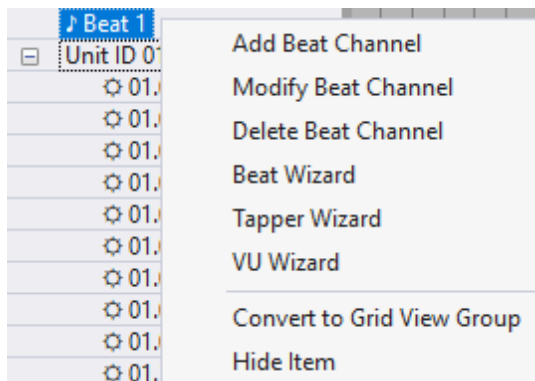 ♪ Beat 1
Add Beat Channel
Unit ID 01
Modify Beat Channel
01.
Delete Beat Channel
01.
01.
Beat Wizard
01.
Tapper Wizard
01.
VU Wizard
01.
01.
Convert to Grid View Group
01.
01.
Hide Item
01.